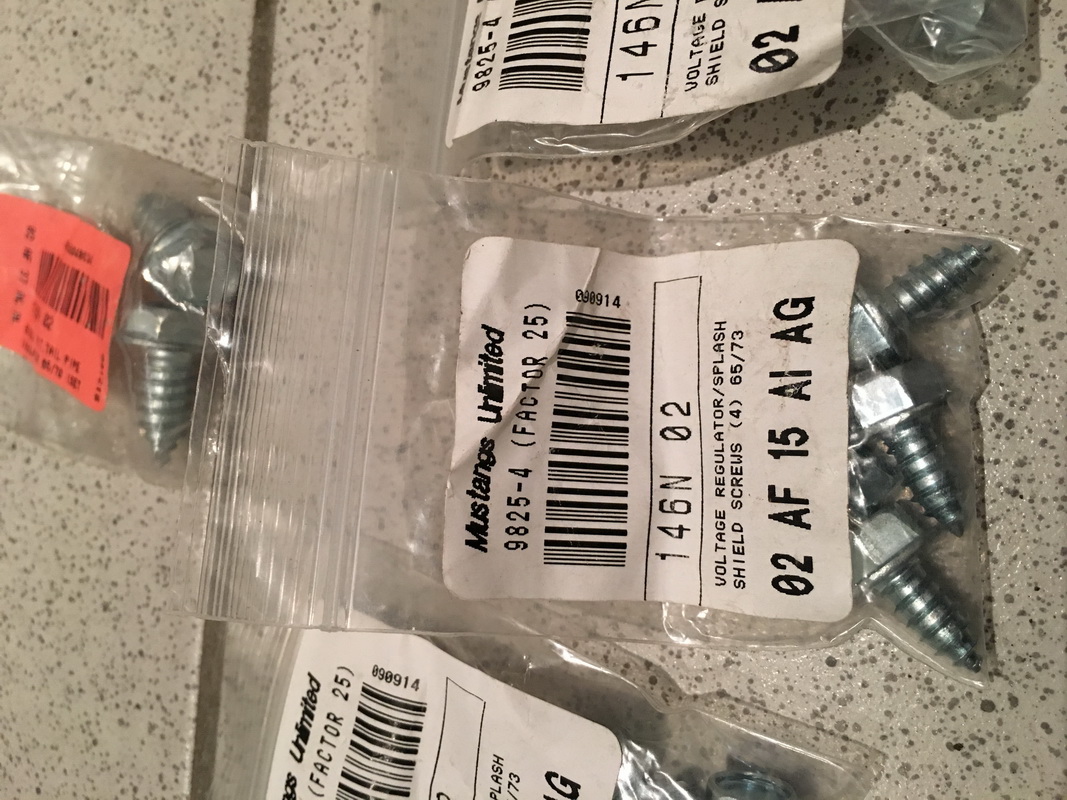 9825-4
146N
VOLTAGE
SHIELD
02
Mustangs Unlimited
9825-4 (FACTOR 25)
090914
146N 02
VOLTAGE REGULATOR/SPLASH
SHIELD SCREWS (4) 65/73
02 AF 15 AI AG
Unlimited
(FACTOR 25)
090914
PLASH
/73
AG